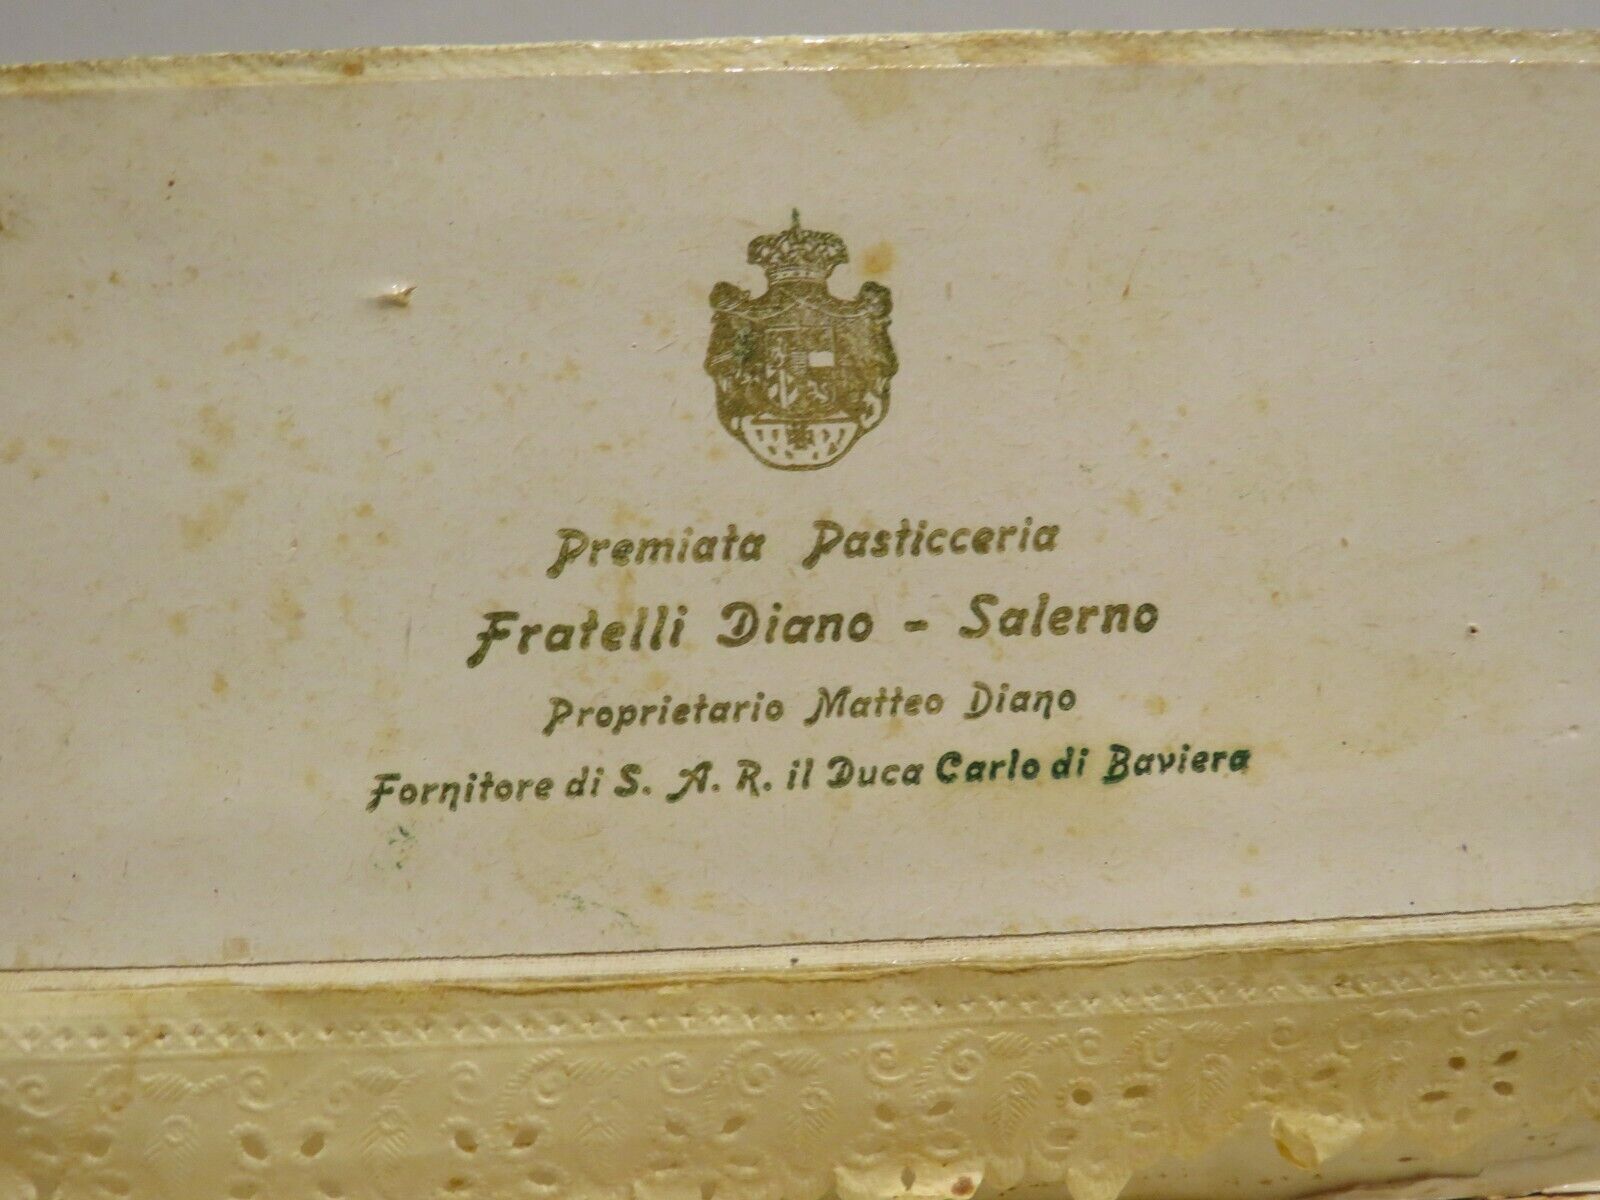 Premiata Pasticceria
Fratelli Diano - Salerno
Proprietario Matteo Diano
Fornitore di S. A. R. il Duca Carlo di Baviera